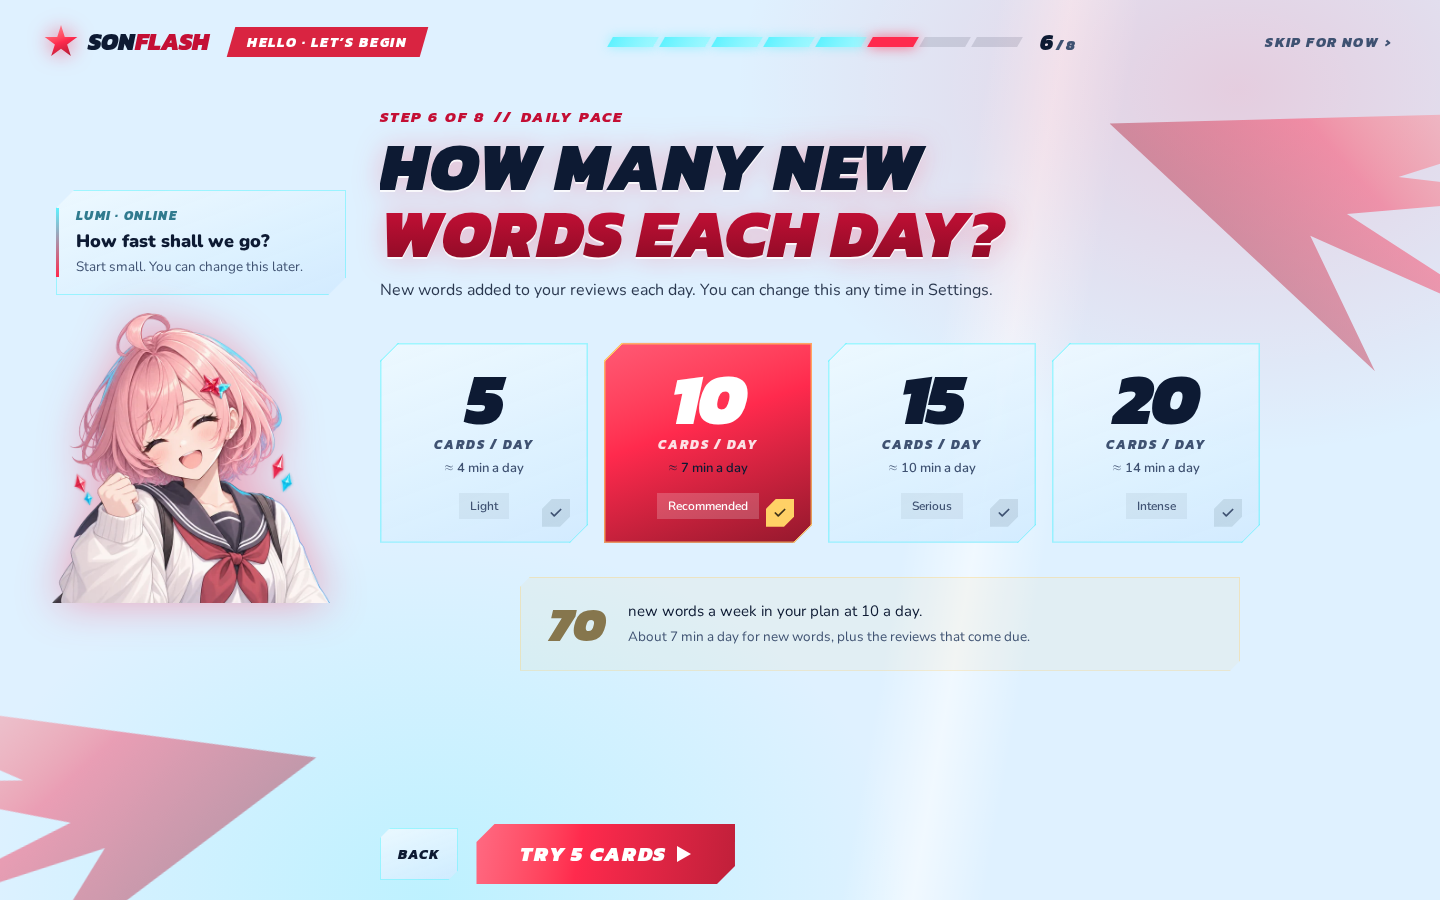 SONFLASH
HELLO · LET'S BEGIN
6 / 8
SKIP FOR NOW >
STEP 6 OF 8 // DAILY PACE
HOW MANY NEW
WORDS EACH DAY?
New words added to your reviews each day. You can change this any time in Settings.
LUMI · ONLINE
How fast shall we go?
Start small. You can change this later.
5
CARDS / DAY
≈ 4 min a day
Light
10
CARDS / DAY
≈ 7 min a day
Recommended
15
CARDS / DAY
≈ 10 min a day
Serious
20
CARDS / DAY
≈ 14 min a day
Intense
70
new words a week in your plan at 10 a day.
About 7 min a day for new words, plus the reviews that come due.
BACK
TRY 5 CARDS